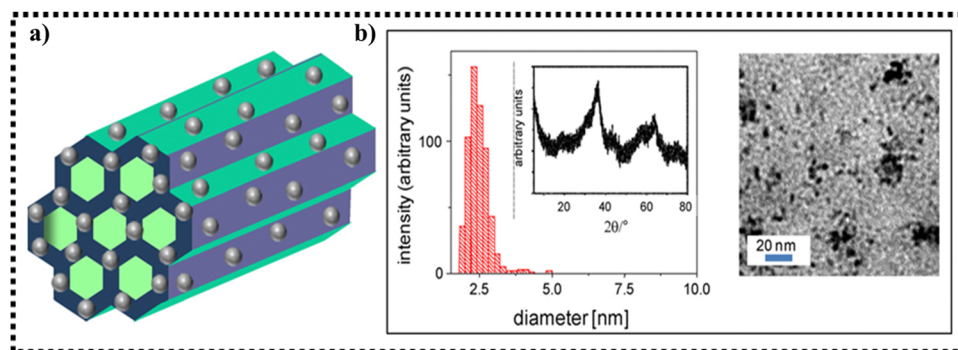 a)
b)
intensity (arbitrary units)
100
0
2.5
5.0
7.5
10.0
diameter [nm]
arbitrary units
20
40
60
80
2θ/°
20 nm